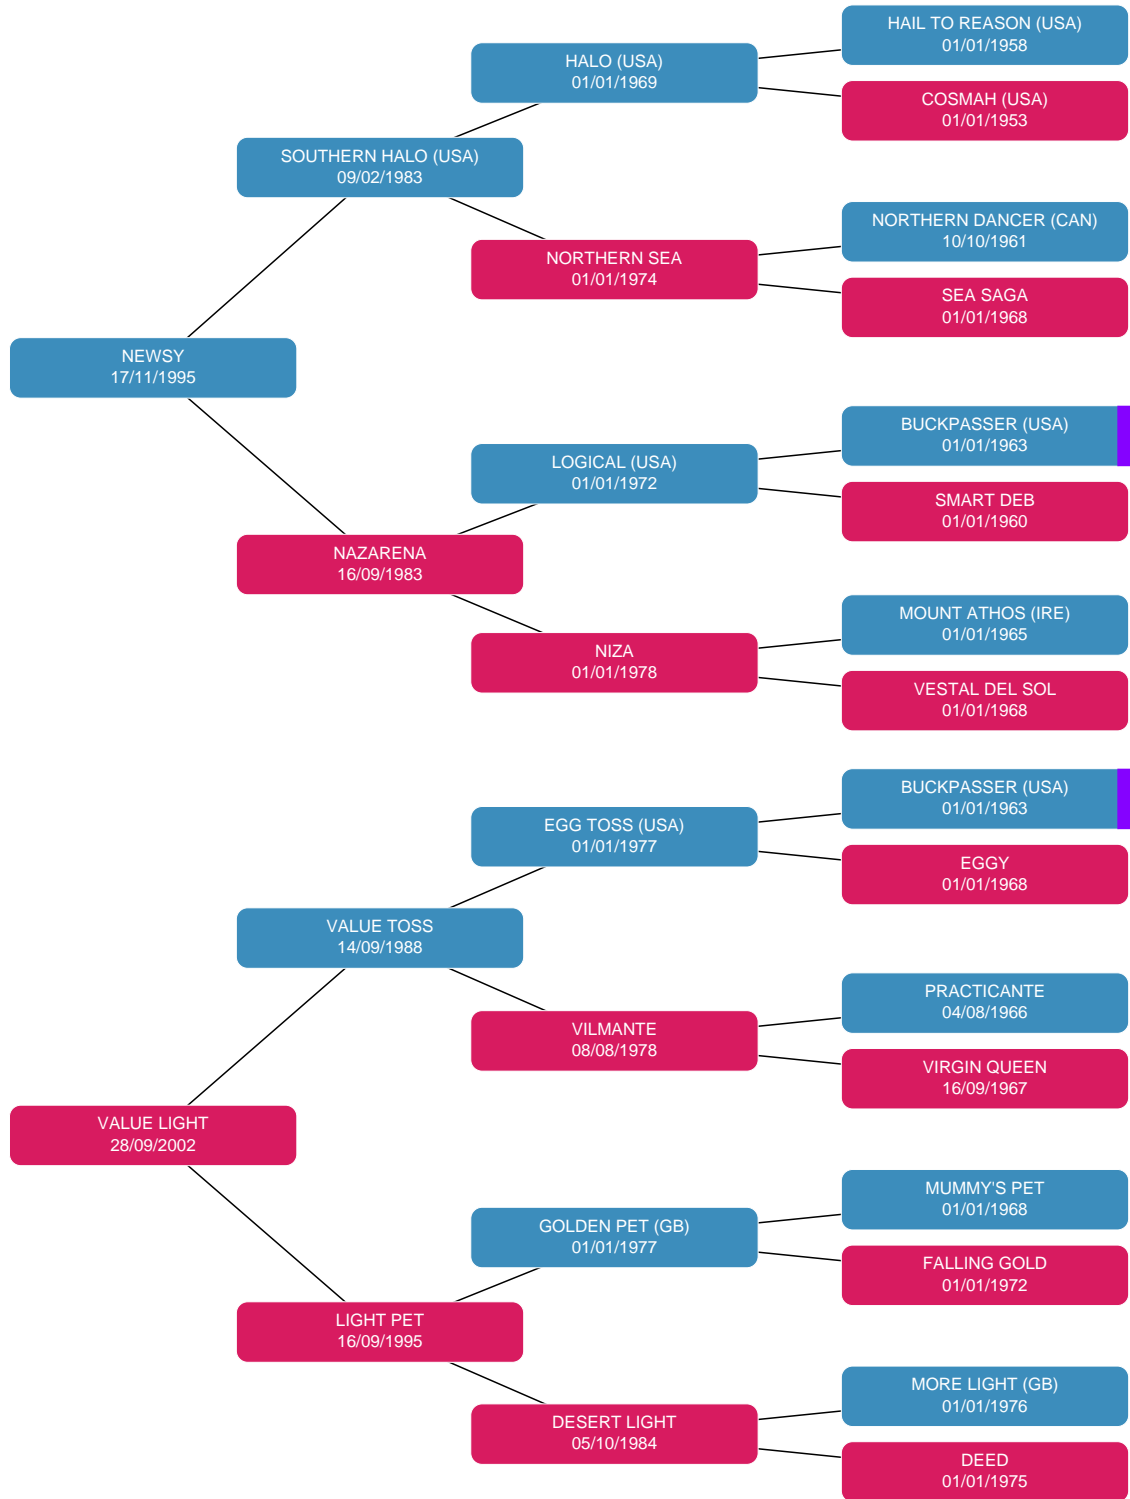 HAIL TO REASON (USA)
01/01/1958
HALO (USA)
01/01/1969
COSMAH (USA)
01/01/1953
SOUTHERN HALO (USA)
09/02/1983
NORTHERN DANCER (CAN)
10/10/1961
NORTHERN SEA
01/01/1974
SEA SAGA
01/01/1968
NEWSY
17/11/1995
BUCKPASSER (USA)
01/01/1963
LOGICAL (USA)
01/01/1972
SMART DEB
01/01/1960
NAZARENA
16/09/1983
MOUNT ATHOS (IRE)
01/01/1965
NIZA
01/01/1978
VESTAL DEL SOL
01/01/1968
BUCKPASSER (USA)
01/01/1963
EGG TOSS (USA)
01/01/1977
EGGY
01/01/1968
VALUE TOSS
14/09/1988
PRACTICANTE
04/08/1966
VILMANTE
08/08/1978
VIRGIN QUEEN
16/09/1967
VALUE LIGHT
28/09/2002
MUMMY'S PET
01/01/1968
GOLDEN PET (GB)
01/01/1977
FALLING GOLD
01/01/1972
LIGHT PET
16/09/1995
MORE LIGHT (GB)
01/01/1976
DESERT LIGHT
05/10/1984
DEED
01/01/1975